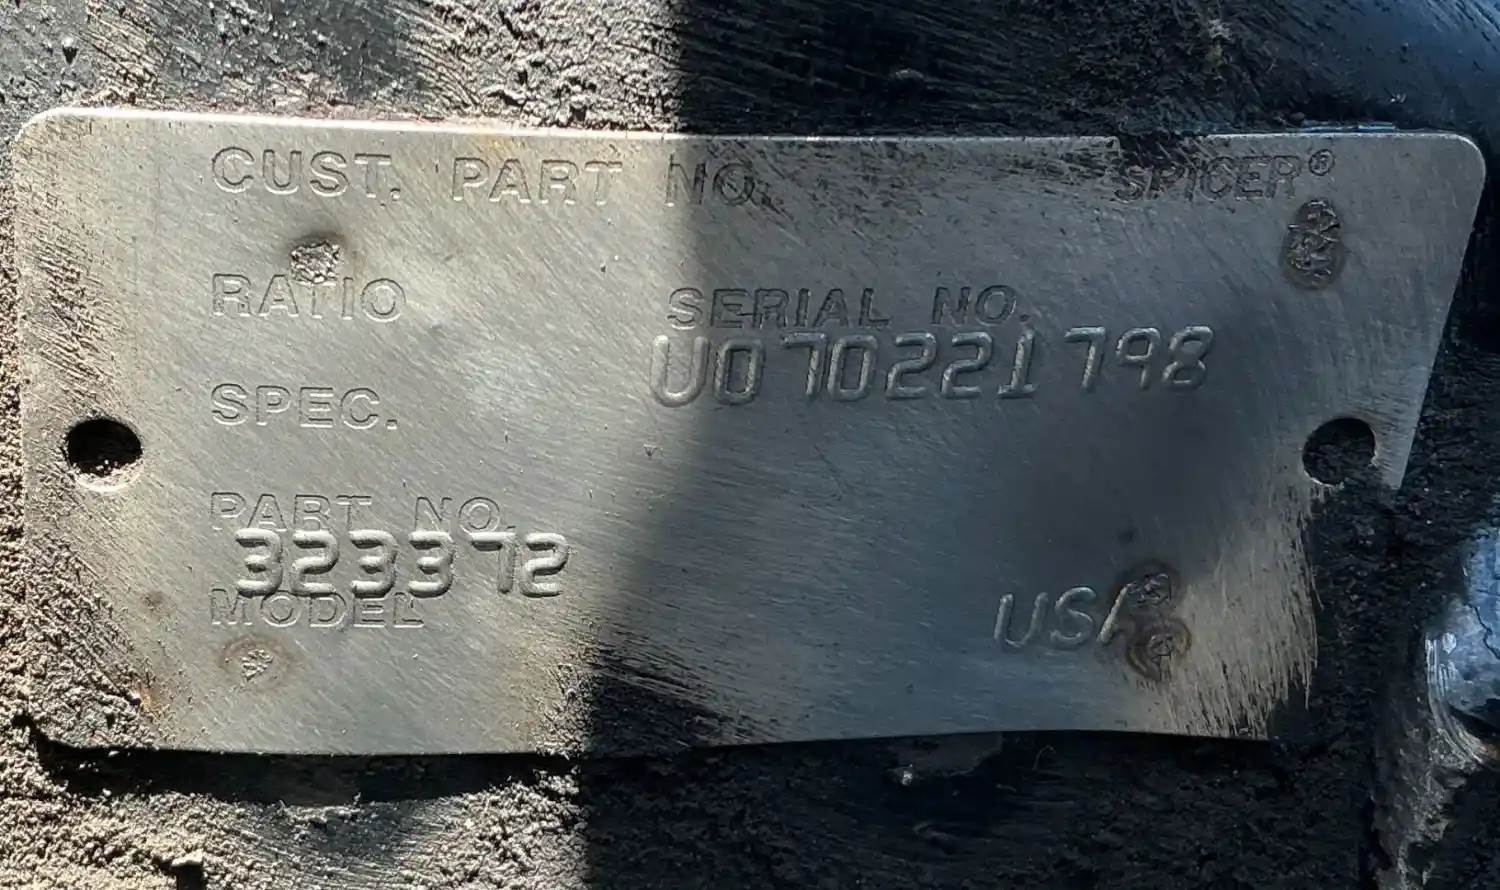 CUST. PART NO. SPICER®
RATIO SERIAL NO.
U070221798
SPEC.
PART NO.
323372
MODEL
USA